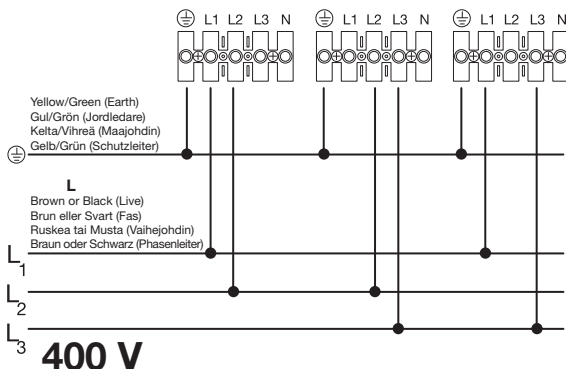 L1 L2 L3 N L1 L2 L3 N L1 L2 L3 N
Yellow/Green (Earth)
Gul/Grön (Jordledare)
Kelta/Vihreä (Maajohdin)
Gelb/Grün (Schutzleiter)
L
Brown or Black (Live)
Brun eller Svart (Fas)
Ruskea tai Musta (Vaihejohdin)
Braun oder Schwarz (Phasenleiter)
L1
L2
L3
400 V